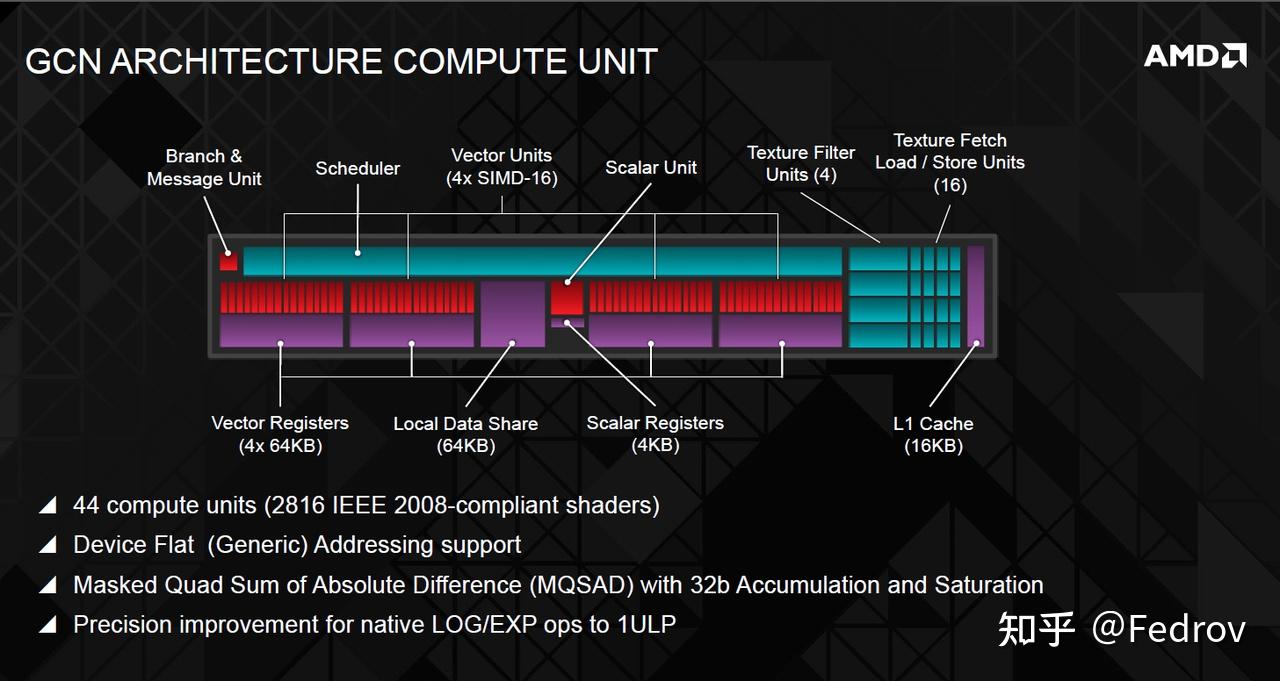 GCN ARCHITECTURE COMPUTE UNIT
AMD
Branch &
Message Unit
Scheduler
Vector Units
(4x SIMD-16)
Scalar Unit
Texture Filter
Units (4)
Texture Fetch
Load / Store Units
(16)
Vector Registers
(4x 64KB)
Local Data Share
(64KB)
Scalar Registers
(4KB)
L1 Cache
(16KB)
44 compute units (2816 IEEE 2008-compliant shaders)
Device Flat (Generic) Addressing support
Masked Quad Sum of Absolute Difference (MQSAD) with 32b Accumulation and Saturation
Precision improvement for native LOG/EXP ops to 1ULP
知乎 @Fedrov